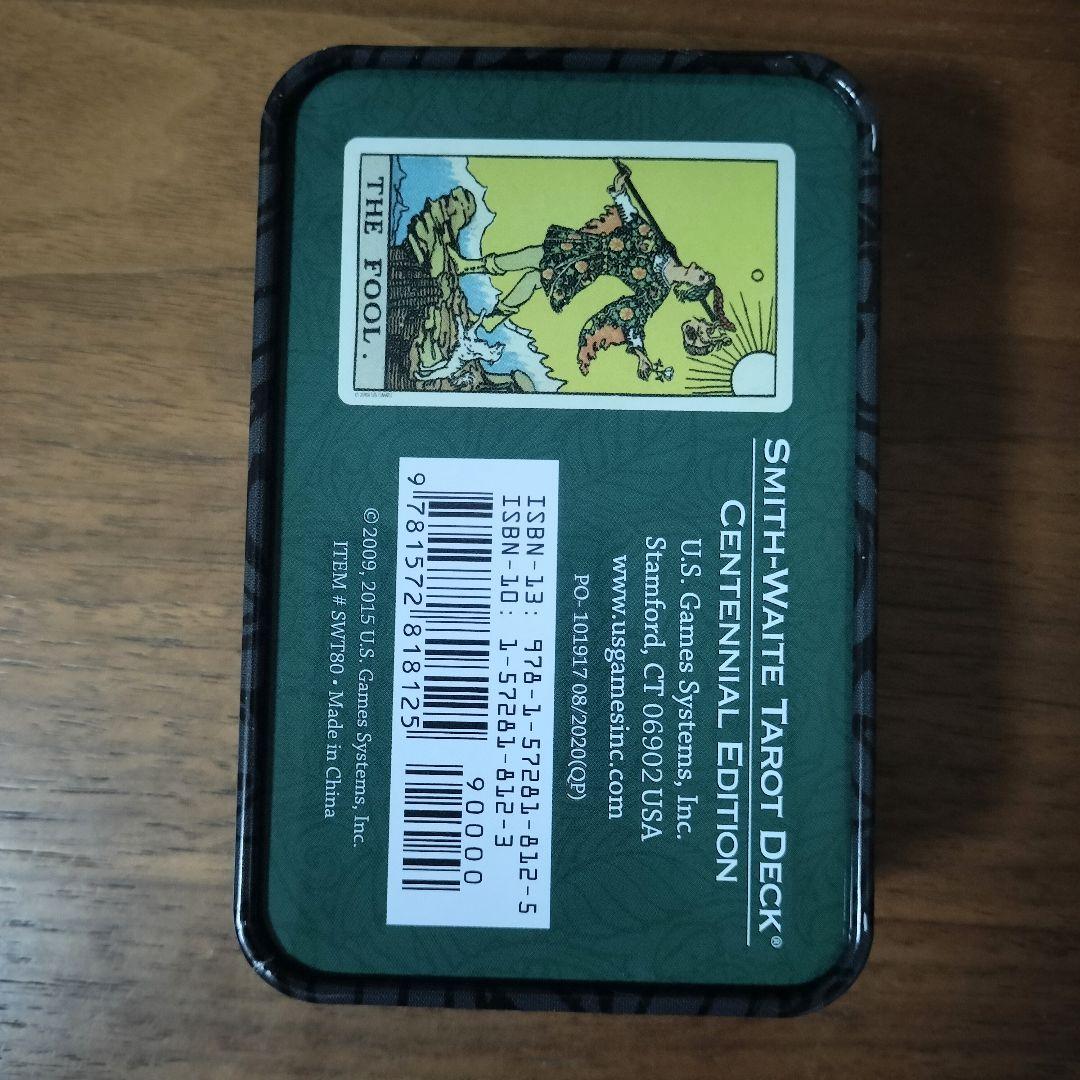 THE FOOL.
SMITH-WAITE TAROT DECK®
CENTENNIAL EDITION
U.S. Games Systems, Inc.
Stamford, CT 06902 USA
www.usgamesinc.com
PO- 101917 08/2020(QP)
ISBN-13: 978-1-57281-812-5
ISBN-10: 1-57281-812-3
90000
9 781572 818125
©2009, 2015 U.S. Games Systems, Inc.
ITEM # SWT80 • Made in China